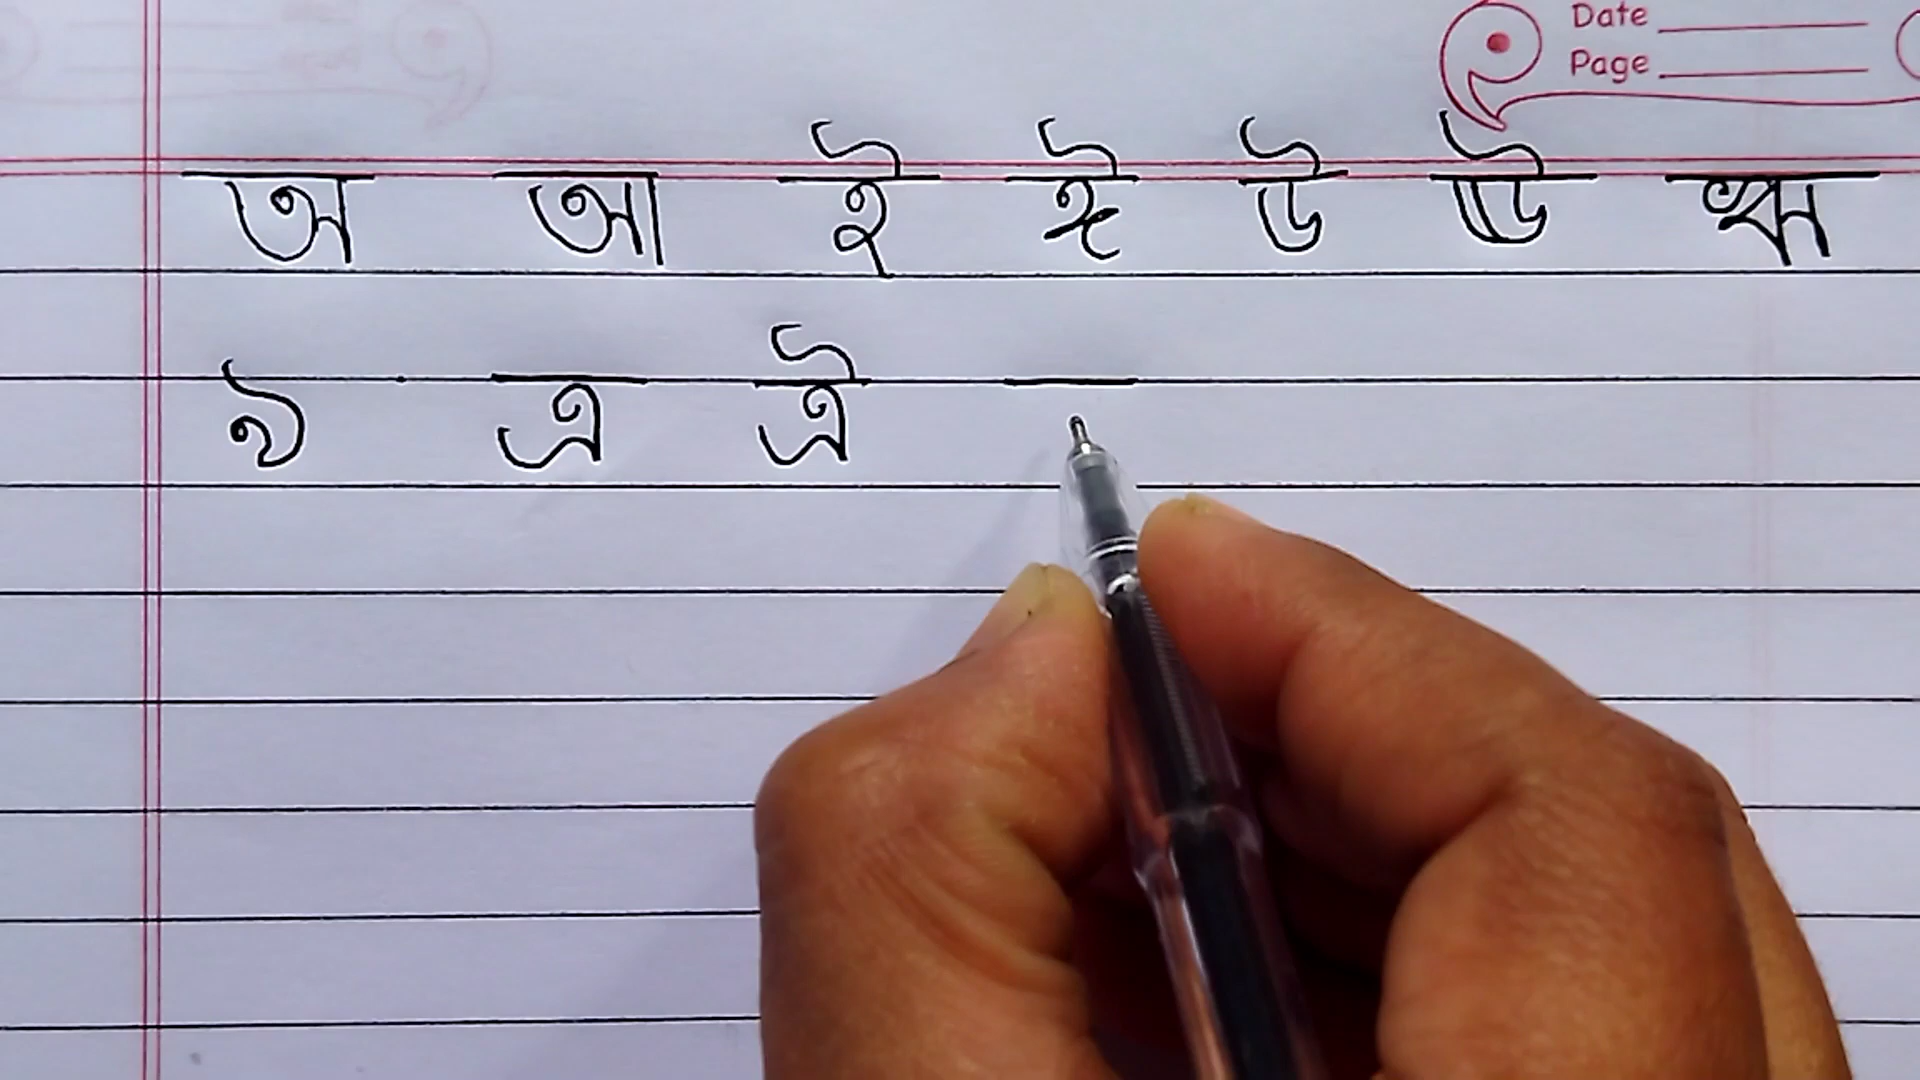 Date
Page
অ আ ই ঈ উ ঊ ঋ
ঌ এ ঐ